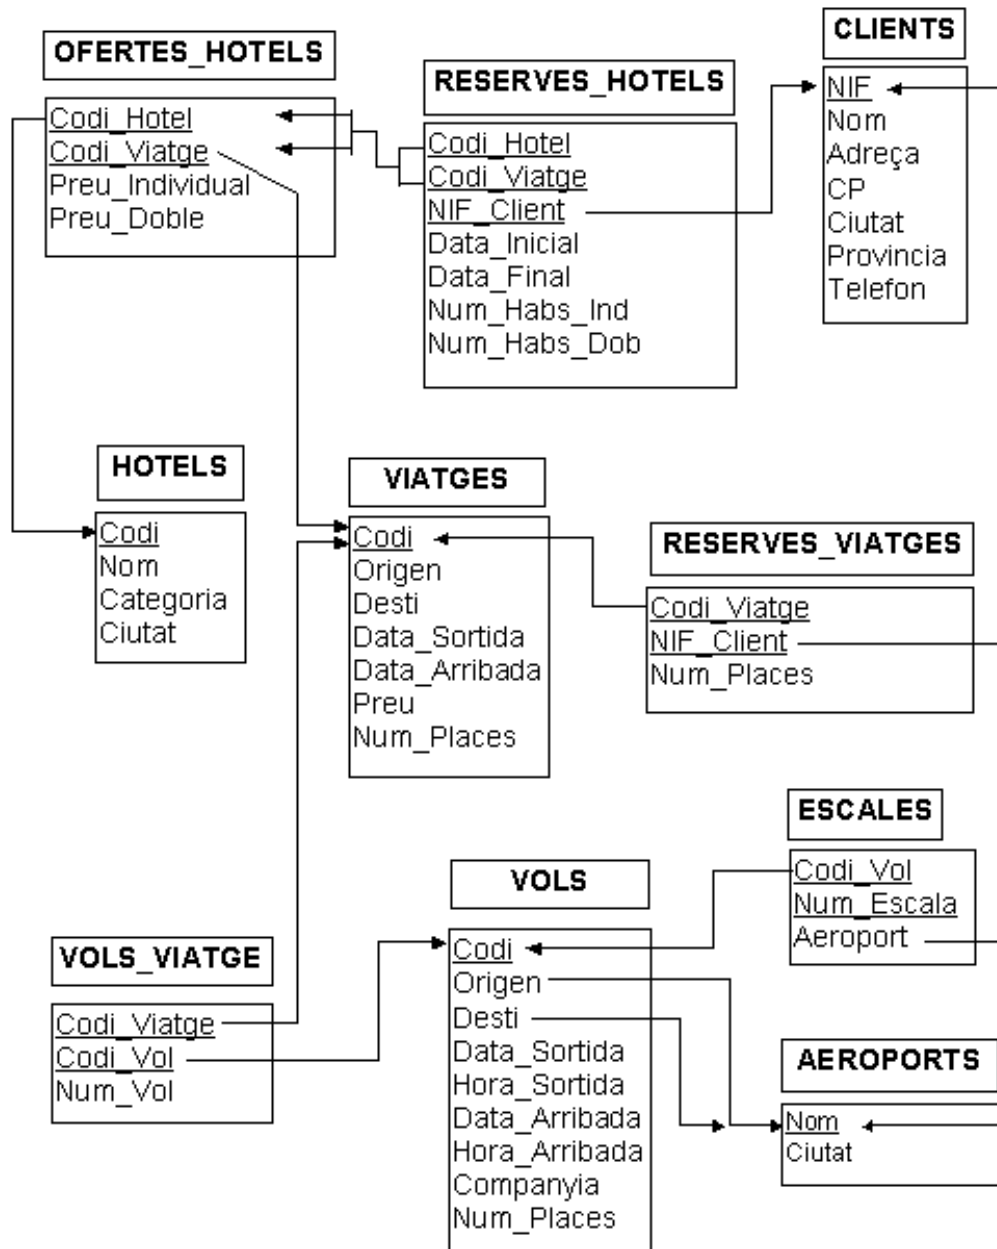 OFERTES_HOTELS
Codi_Hotel
Codi_Viatge
Preu_Individual
Preu_Doble
RESERVES_HOTELS
Codi_Hotel
Codi_Viatge
NIF_Client
Data_Inicial
Data_Final
Num_Habs_Ind
Num_Habs_Dob
CLIENTS
NIF
Nom
Adreça
CP
Ciutat
Provincia
Telefon
HOTELS
Codi
Nom
Categoria
Ciutat
VIATGES
Codi
Origen
Desti
Data_Sortida
Data_Arribada
Preu
Num_Places
RESERVES_VIATGES
Codi_Viatge
NIF_Client
Num_Places
VOLS_VIATGE
Codi_Viatge
Codi_Vol
Num_Vol
VOLS
Codi
Origen
Desti
Data_Sortida
Hora_Sortida
Data_Arribada
Hora_Arribada
Companyia
Num_Places
ESCALES
Codi_Vol
Num_Escala
Aeroport
AEROPORTS
Nom
Ciutat